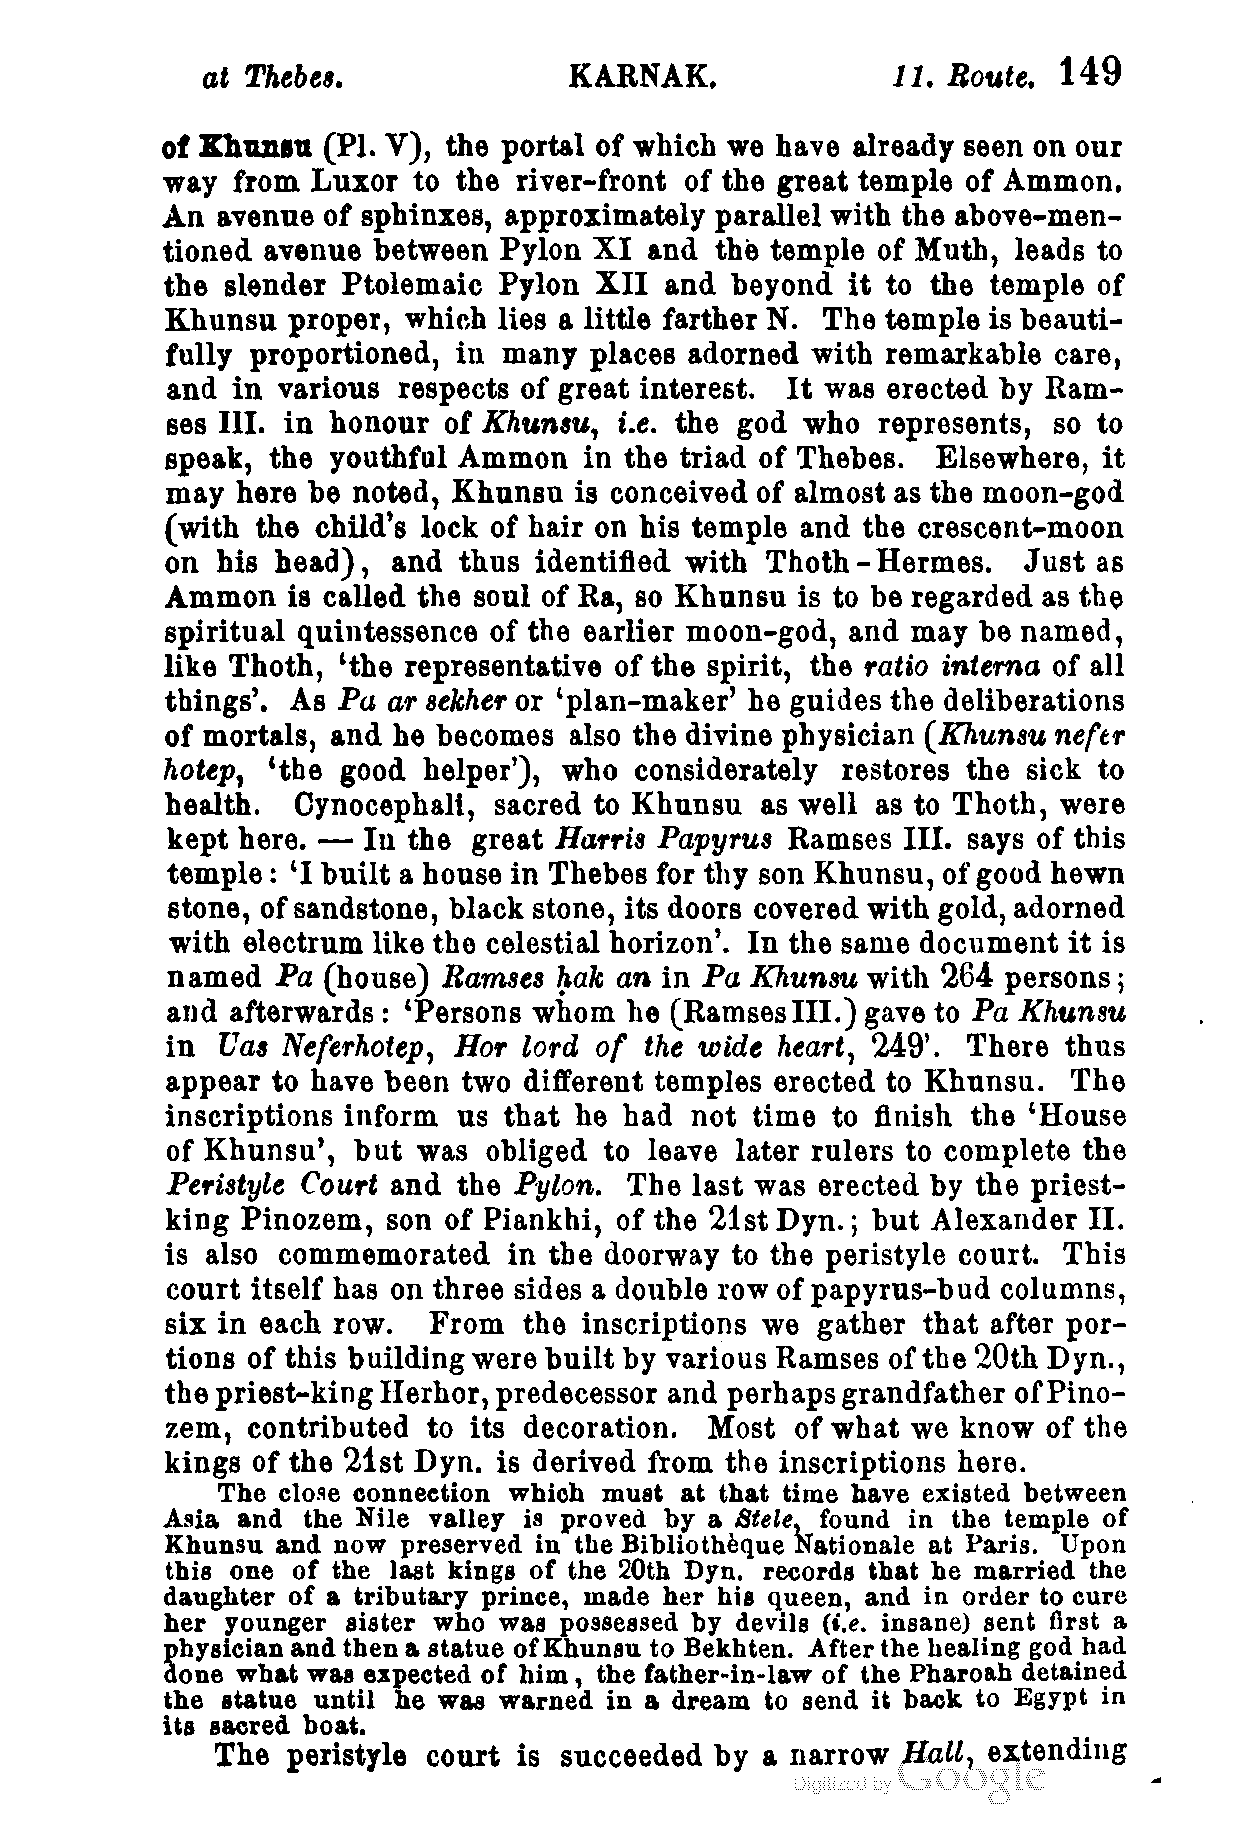 at Thebes. KARNAK. 11. Route. 149
of Khunsu (Pl. V), the portal of which we have already seen on our
way from Luxor to the river-front of the great temple of Ammon.
An avenue of sphinxes, approximately parallel with the above-men-
tioned avenue between Pylon XI and the temple of Muth, leads to
the slender Ptolemaic Pylon XII and beyond it to the temple of
Khunsu proper, which lies a little farther N. The temple is beauti-
fully proportioned, in many places adorned with remarkable care,
and in various respects of great interest. It was erected by Ram-
ses III. in honour of Khunsu, i.e. the god who represents, so to
speak, the youthful Ammon in the triad of Thebes. Elsewhere, it
may here be noted, Khunsu is conceived of almost as the moon-god
(with the child's lock of hair on his temple and the crescent-moon
on his head), and thus identified with Thoth-Hermes. Just as
Ammon is called the soul of Ra, so Khunsu is to be regarded as the
spiritual quintessence of the earlier moon-god, and may be named,
like Thoth, 'the representative of the spirit, the ratio interna of all
things'. As Pa ar sekher or 'plan-maker' he guides the deliberations
of mortals, and he becomes also the divine physician (Khunsu nefer
hotep, 'the good helper'), who considerately restores the sick to
health. Cynocephali, sacred to Khunsu as well as to Thoth, were
kept here. — In the great Harris Papyrus Ramses III. says of this
temple: 'I built a house in Thebes for thy son Khunsu, of good hewn
stone, of sandstone, black stone, its doors covered with gold, adorned
with electrum like the celestial horizon'. In the same document it is
named Pa (house) Ramses ḥak an in Pa Khunsu with 264 persons;
and afterwards: 'Persons whom he (Ramses III.) gave to Pa Khunsu
in Uas Neferhotep, Hor lord of the wide heart, 249'. There thus
appear to have been two different temples erected to Khunsu. The
inscriptions inform us that he had not time to finish the 'House
of Khunsu', but was obliged to leave later rulers to complete the
Peristyle Court and the Pylon. The last was erected by the priest-
king Pinozem, son of Piankhi, of the 21st Dyn.; but Alexander II.
is also commemorated in the doorway to the peristyle court. This
court itself has on three sides a double row of papyrus-bud columns,
six in each row. From the inscriptions we gather that after por-
tions of this building were built by various Ramses of the 20th Dyn.,
the priest-king Herhor, predecessor and perhaps grandfather of Pino-
zem, contributed to its decoration. Most of what we know of the
kings of the 21st Dyn. is derived from the inscriptions here.
The close connection which must at that time have existed between
Asia and the Nile valley is proved by a Stele, found in the temple of
Khunsu and now preserved in the Bibliothèque Nationale at Paris. Upon
this one of the last kings of the 20th Dyn. records that he married the
daughter of a tributary prince, made her his queen, and in order to cure
her younger sister who was possessed by devils (i.e. insane) sent first a
physician and then a statue of Khunsu to Bekhten. After the healing god had
done what was expected of him, the father-in-law of the Pharoah detained
the statue until he was warned in a dream to send it back to Egypt in
its sacred boat.
The peristyle court is succeeded by a narrow Hall, extending
Digitized by Google